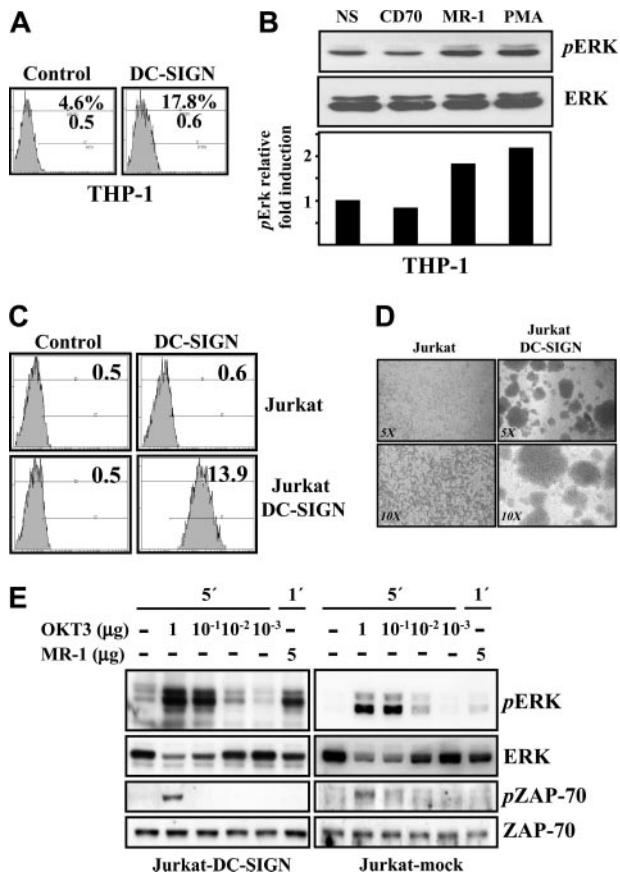 A
Control DC-SIGN
4.6%
0.5
17.8%
0.6
THP-1
B
NS CD70 MR-1 PMA
pERK
ERK
pErk relative
fold induction
2
1
THP-1
C
Control DC-SIGN
0.5 0.6
Jurkat
0.5 13.9
Jurkat
DC-SIGN
D
Jurkat
Jurkat
DC-SIGN
5X 5X
10X 10X
E
5´ 1´ 5´ 1´
OKT3 (µg) – 1 10⁻¹ 10⁻² 10⁻³ – – 1 10⁻¹ 10⁻² 10⁻³ –
MR-1 (µg) – – – – – 5 – – – – – 5
pERK
ERK
pZAP-70
ZAP-70
Jurkat-DC-SIGN Jurkat-mock